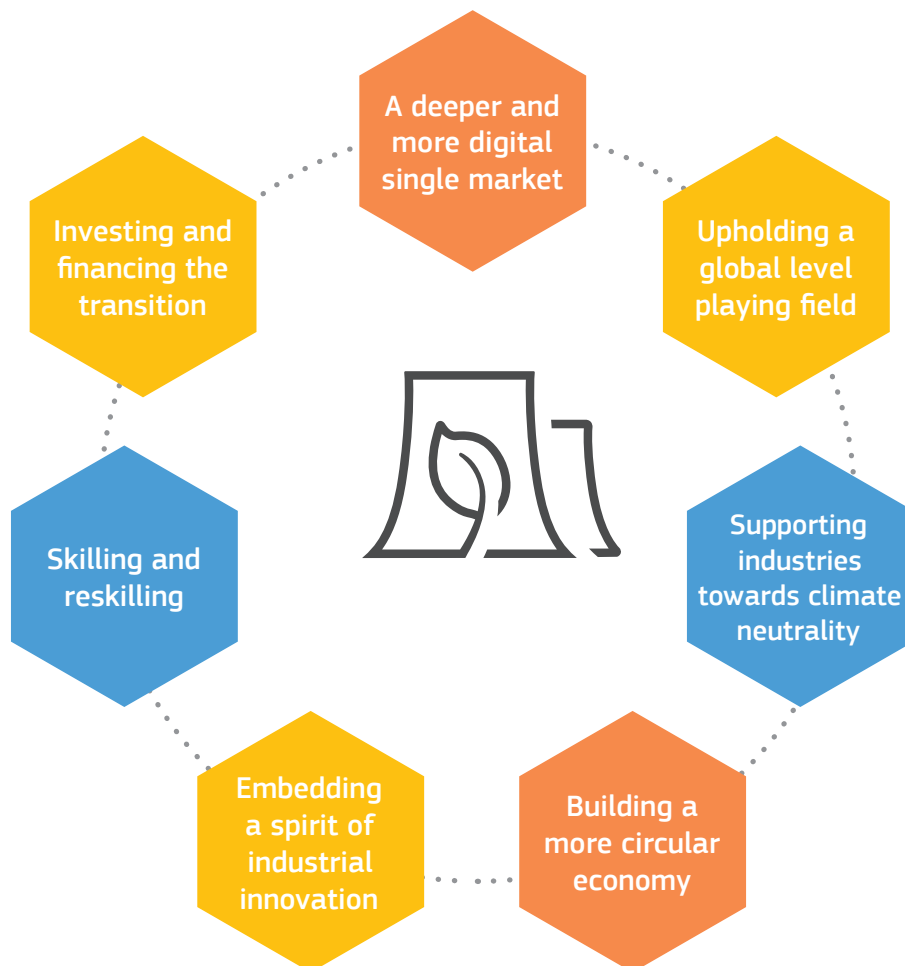 A deeper and
more digital
single market
Upholding a
global level
playing field
Supporting
industries
towards climate
neutrality
Building a
more circular
economy
Embedding
a spirit of
industrial
innovation
Skilling and
reskilling
Investing and
financing the
transition